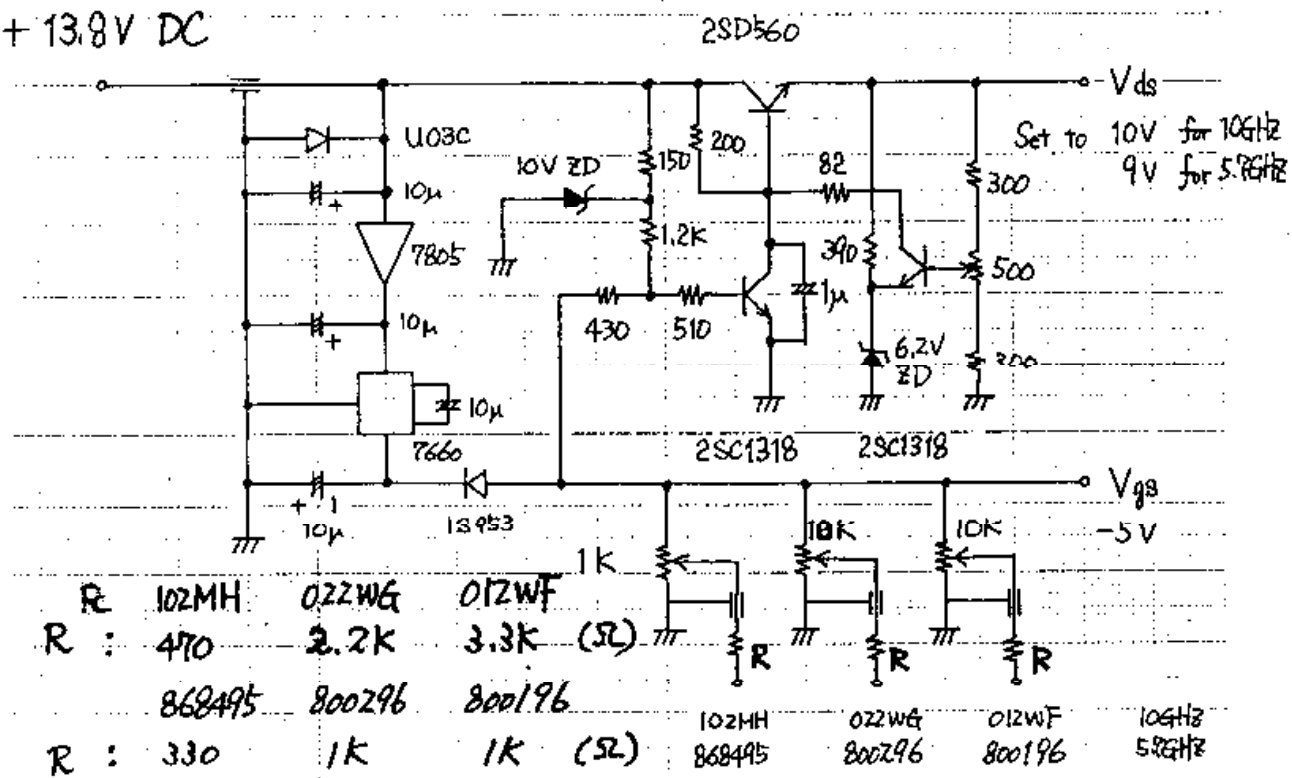 + 13.8V DC
2SD560
Vds
Set to 10V for 10GHz
9V for 5.7GHz
U03C
10V ZD
150
200
82
300
10μ
1.2K
390
500
7805
430
510
1μ
10μ
6.2V
ZD
10μ
7660
2SC1318
2SC1318
Vgs
-5V
+
+
+
10μ
1S953
1K
10K
10K
102MH 022WG 012WF
R : 470 2.2K 3.3K (Ω)
R R R
868495 800296 800196
R : 330 1K 1K (Ω)
102MH 022WG 012WF 10GHz
868495 800296 800196